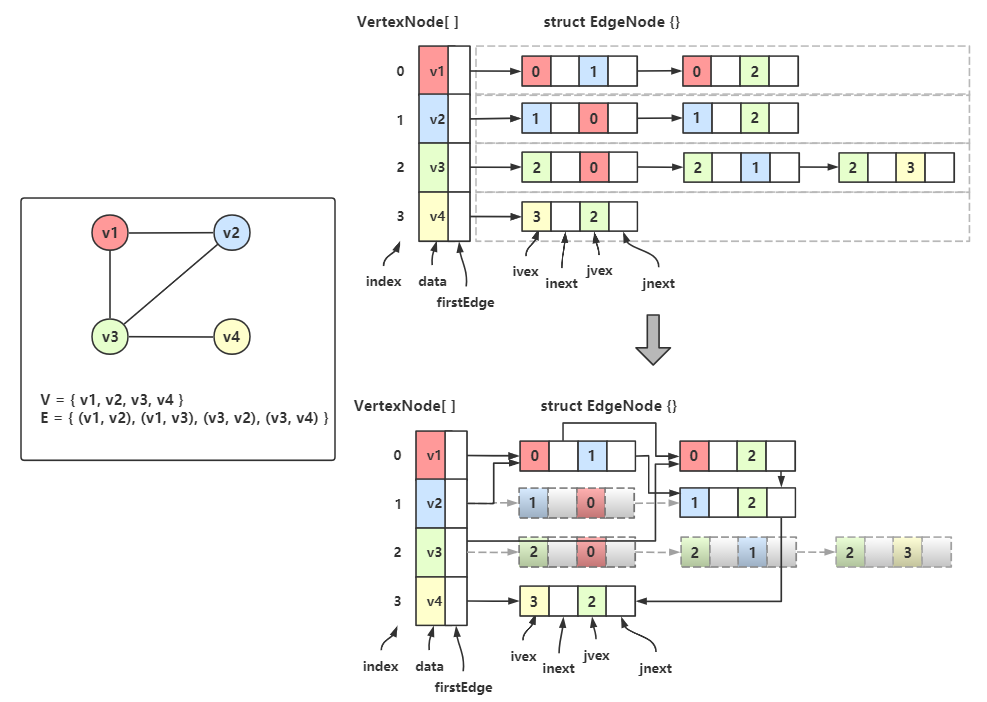 VertexNode[ ] struct EdgeNode {}
0 v1 0 1 0 2
1 v2 1 0 1 2
2 v3 2 0 2 1 2 3
3 v4 3 2
index data firstEdge ivex inext jvex jnext
v1 v2
v3 v4
V = { v1, v2, v3, v4 }
E = { (v1, v2), (v1, v3), (v3, v2), (v3, v4) }
VertexNode[ ] struct EdgeNode {}
0 v1 0 1 0 2
1 v2 1 0 1 2
2 v3 2 0 2 1 2 3
3 v4 3 2
index data firstEdge ivex inext jvex jnext